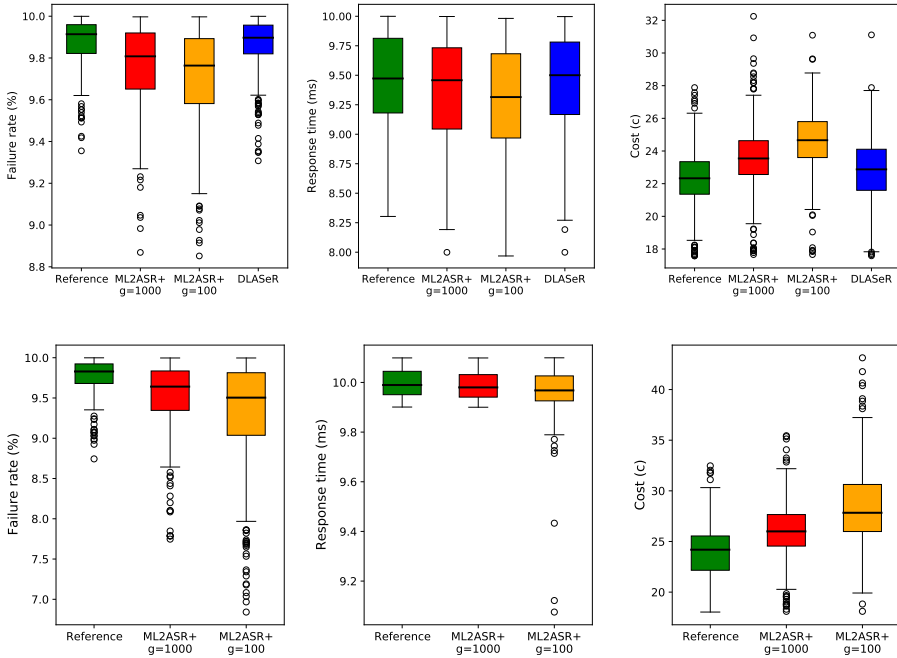 Failure rate (%)
10.0
9.8
9.6
9.4
9.2
9.0
8.8
Reference
ML2ASR+
g=1000
ML2ASR+
g=100
DLASeR
Response time (ms)
10.00
9.75
9.50
9.25
9.00
8.75
8.50
8.25
8.00
Reference
ML2ASR+
g=1000
ML2ASR+
g=100
DLASeR
Cost (c)
32
30
28
26
24
22
20
18
Reference
ML2ASR+
g=1000
ML2ASR+
g=100
DLASeR
Failure rate (%)
10.0
9.5
9.0
8.5
8.0
7.5
7.0
Reference
ML2ASR+
g=1000
ML2ASR+
g=100
Response time (ms)
10.0
9.8
9.6
9.4
9.2
Reference
ML2ASR+
g=1000
ML2ASR+
g=100
Cost (c)
40
35
30
25
20
Reference
ML2ASR+
g=1000
ML2ASR+
g=100